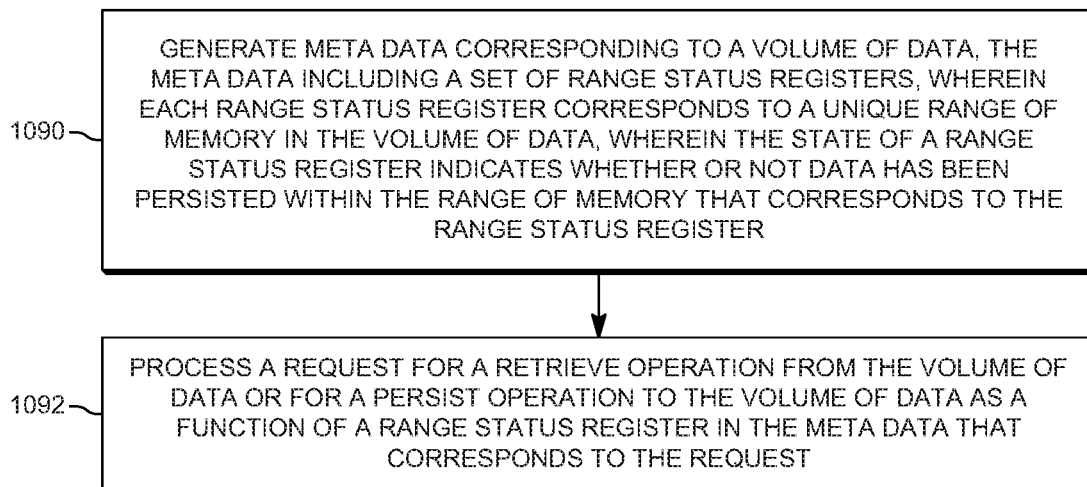 GENERATE META DATA CORRESPONDING TO A VOLUME OF DATA, THE
META DATA INCLUDING A SET OF RANGE STATUS REGISTERS, WHEREIN
EACH RANGE STATUS REGISTER CORRESPONDS TO A UNIQUE RANGE OF
1090
MEMORY IN THE VOLUME OF DATA, WHEREIN THE STATE OF A RANGE
STATUS REGISTER INDICATES WHETHER OR NOT DATA HAS BEEN
PERSISTED WITHIN THE RANGE OF MEMORY THAT CORRESPONDS TO THE
RANGE STATUS REGISTER
PROCESS A REQUEST FOR A RETRIEVE OPERATION FROM THE VOLUME OF
1092
DATA OR FOR A PERSIST OPERATION TO THE VOLUME OF DATA AS A
FUNCTION OF A RANGE STATUS REGISTER IN THE META DATA THAT
CORRESPONDS TO THE REQUEST